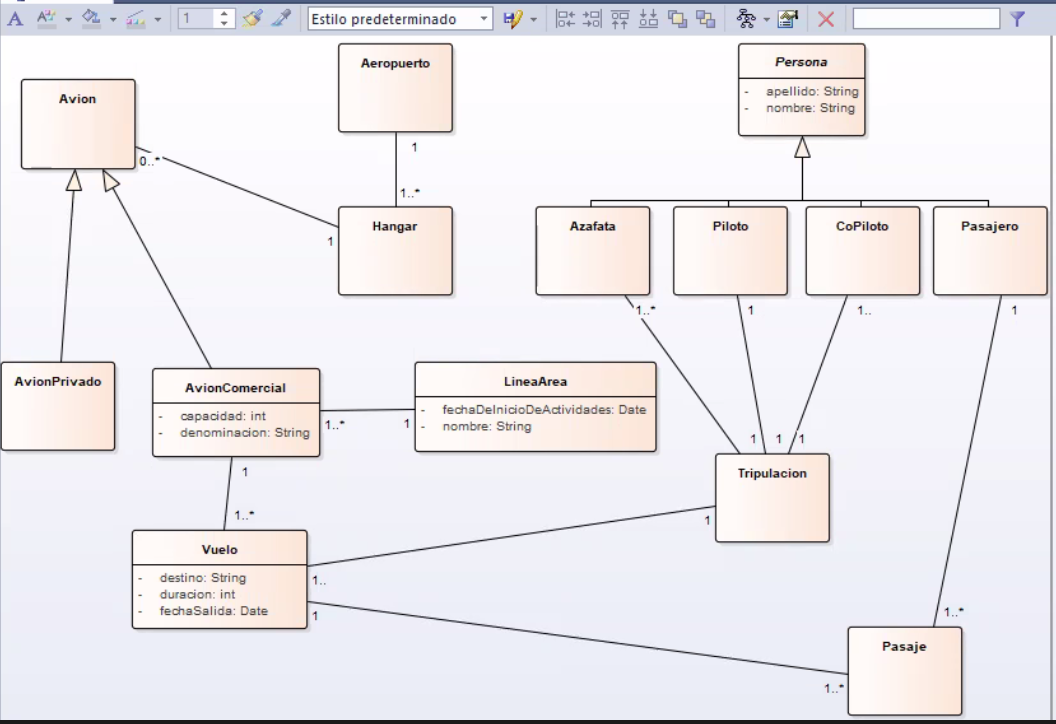 A
1
Estilo predeterminado
Avion
0..*
Aeropuerto
1
1..*
Hangar
1
Persona
- apellido: String
- nombre: String
Azafata
Piloto
CoPiloto
Pasajero
1..*
1
1..
1
AvionPrivado
AvionComercial
- capacidad: int
- denominacion: String
1..*
1
LineaArea
- fechaDeInicioDeActividades: Date
- nombre: String
1
1..*
1
1
1
Tripulacion
1
Vuelo
- destino: String
- duracion: int
- fechaSalida: Date
1..
1
1..*
Pasaje
1..*